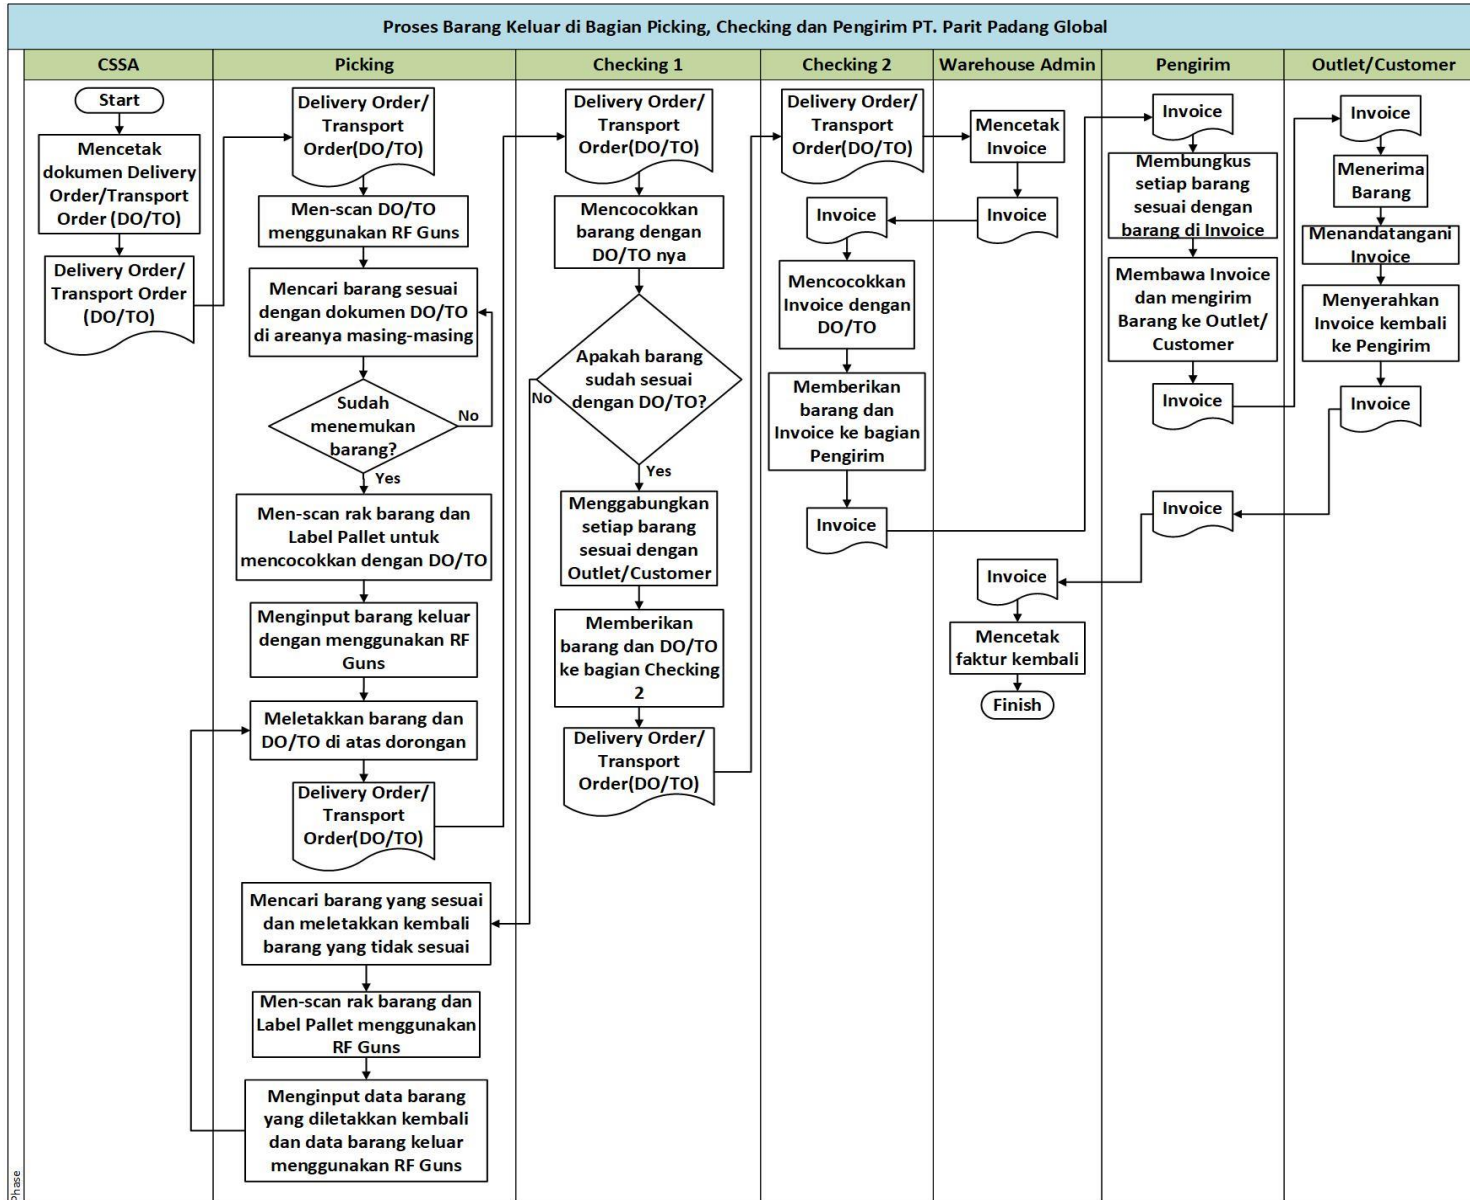 Proses Barang Keluar di Bagian Picking, Checking dan Pengirim PT. Parit Padang Global
CSSA
Picking
Checking 1
Checking 2
Warehouse Admin
Pengirim
Outlet/Customer
Start
Mencetak
dokumen Delivery
Order/Transport
Order (DO/TO)
Delivery Order/
Transport Order
(DO/TO)
Delivery Order/
Transport
Order(DO/TO)
Men-scan DO/TO
menggunakan RF Guns
Mencari barang sesuai
dengan dokumen DO/TO
di areanya masing-masing
Sudah
menemukan
barang?
No
Yes
Men-scan rak barang dan
Label Pallet untuk
mencocokkan dengan DO/TO
Menginput barang keluar
dengan menggunakan RF
Guns
Meletakkan barang dan
DO/TO di atas dorongan
Delivery Order/
Transport
Order(DO/TO)
Mencari barang yang sesuai
dan meletakkan kembali
barang yang tidak sesuai
Men-scan rak barang dan
Label Pallet menggunakan
RF Guns
Menginput data barang
yang diletakkan kembali
dan data barang keluar
menggunakan RF Guns
Delivery Order/
Transport
Order(DO/TO)
Mencocokkan
barang dengan
DO/TO nya
Apakah barang
sudah sesuai
dengan DO/TO?
No
Yes
Menggabungkan
setiap barang
sesuai dengan
Outlet/Customer
Memberikan
barang dan DO/TO
ke bagian Checking
2
Delivery Order/
Transport
Order(DO/TO)
Delivery Order/
Transport
Order(DO/TO)
Invoice
Mencocokkan
Invoice dengan
DO/TO
Memberikan
barang dan
Invoice ke bagian
Pengirim
Invoice
Mencetak
Invoice
Invoice
Invoice
Mencetak
faktur kembali
Finish
Invoice
Membungkus
setiap barang
sesuai dengan
barang di Invoice
Membawa Invoice
dan mengirim
Barang ke Outlet/
Customer
Invoice
Invoice
Invoice
Menerima
Barang
Menandatangani
Invoice
Menyerahkan
Invoice kembali
ke Pengirim
Invoice
Phase